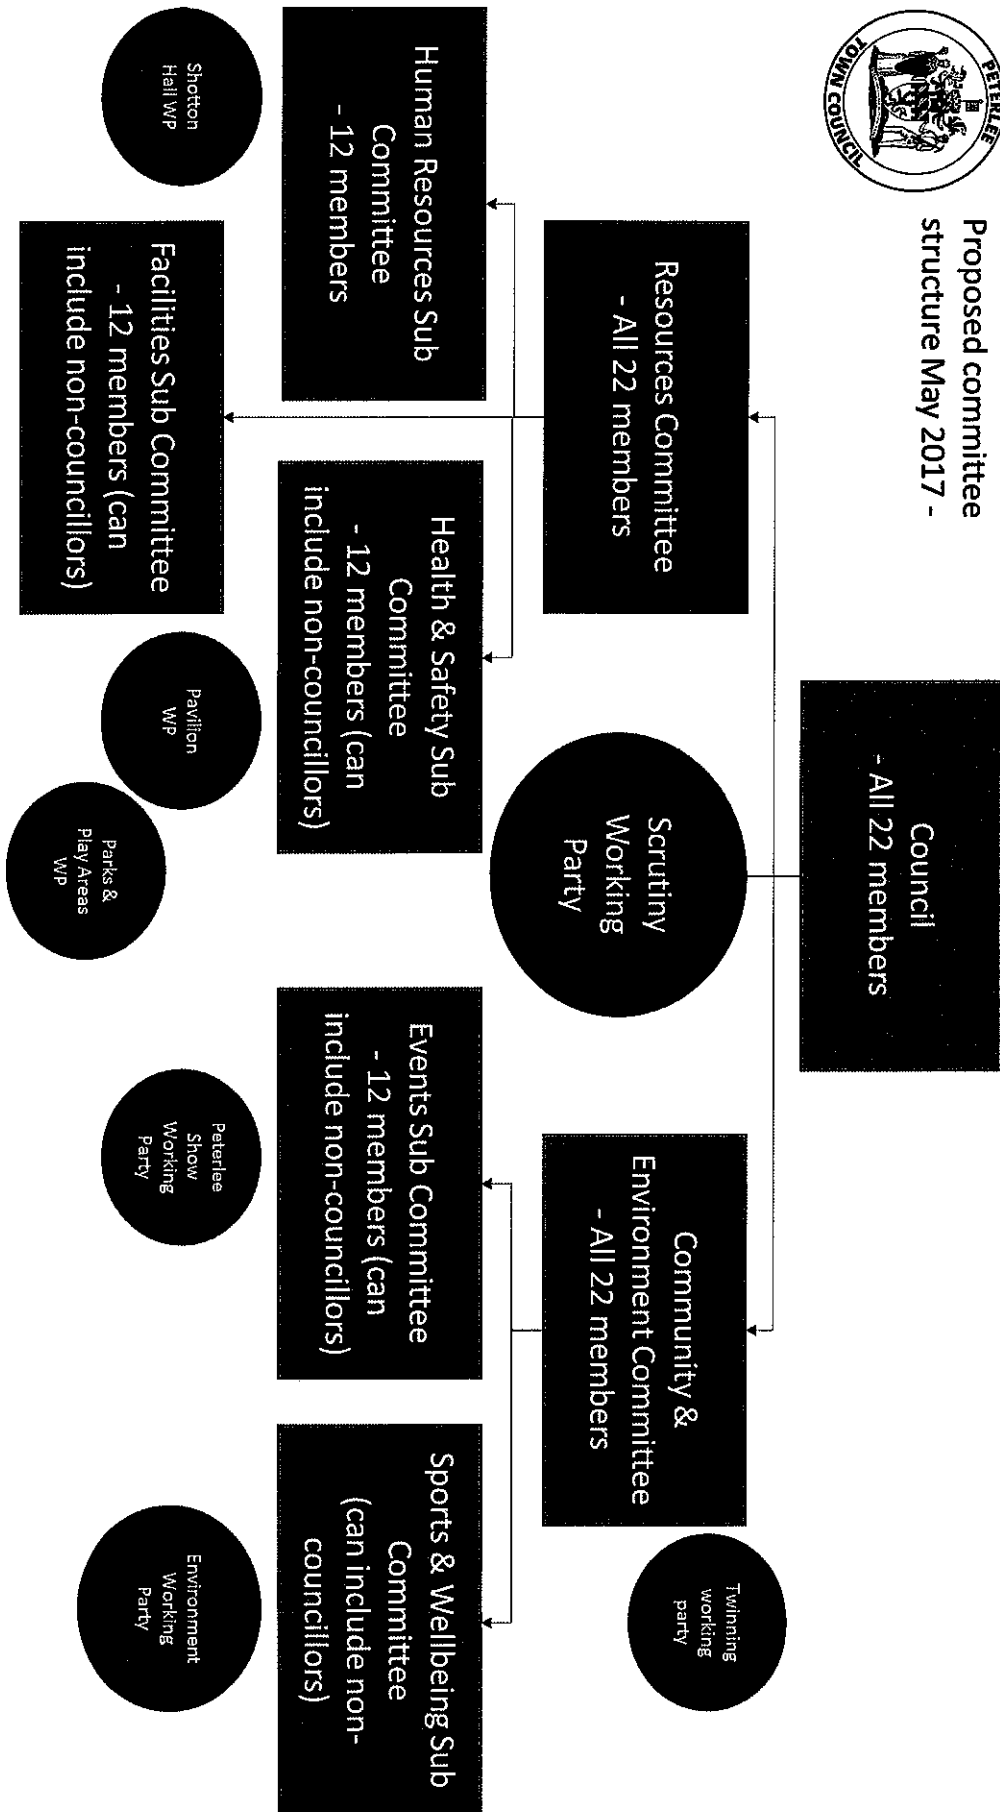 PETERLEE
TOWN COUNCIL
Proposed committee
structure May 2017 -
Council
- All 22 members
Resources Committee
- All 22 members
Scrutiny
Working
Party
Community &
Environment Committee
- All 22 members
Twinning
working
party
Human Resources Sub
Committee
- 12 members
Health & Safety Sub
Committee
- 12 members (can
include non-councillors)
Events Sub Committee
- 12 members (can
include non-councillors)
Sports & Wellbeing Sub
Committee
(can include non-
councillors)
Shotton
Hall WP
Facilities Sub Committee
- 12 members (can
include non-councillors)
Pavilion
WP
Parks &
Play Areas
WP
Peterlee
Show
Working
Party
Environment
Working
Party